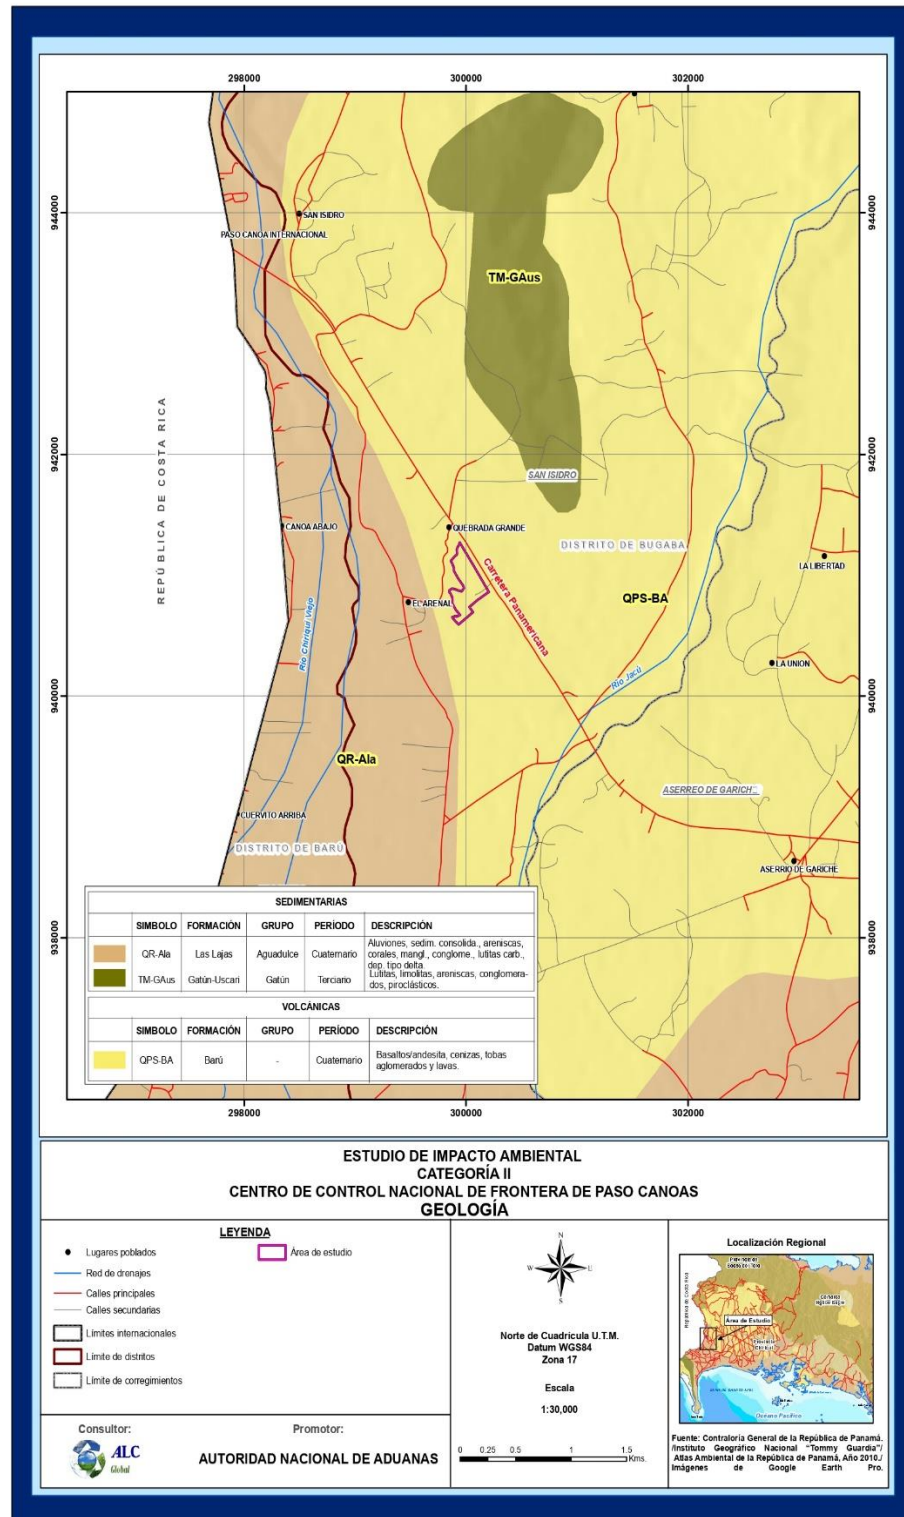 298000
300000
302000
944000
SAN ISIDRO
PASO CANOA INTERNACIONAL
TM-GAus
REPÚBLICA DE COSTA RICA
942000
SAN ISIDRO
CANOA ABAJO
QUEBRADA GRANDE
DISTRITO DE BUGABA
LA LIBERTAD
Carretera Panamericana
EL ARENAL
QPS-BA
Río Chiriquí Viejo
LA UNION
Río Jacú
940000
QR-Ala
ASERREO DE GARICH
CUERVITO ARRIBA
DISTRITO DE BARÚ
ASERRIO DE GARICHE
938000
SEDIMENTARIAS
SIMBOLO FORMACIÓN GRUPO PERÍODO DESCRIPCIÓN
QR-Ala Las Lajas Aguadulce Cuaternario Aluviones, sedim. consolida., areniscas,
corales, mangl., conglome., lutitas carb.,
dep. tipo delta.
TM-GAus Gatún-Uscari Gatún Terciario Lutitas, limolitas, areniscas, conglomera-
dos, piroclásticos.
VOLCÁNICAS
SIMBOLO FORMACIÓN GRUPO PERÍODO DESCRIPCIÓN
QPS-BA Barú - Cuaternario Basaltos/andesita, cenizas, tobas
aglomerados y lavas.
298000
300000
302000
ESTUDIO DE IMPACTO AMBIENTAL
CATEGORÍA II
CENTRO DE CONTROL NACIONAL DE FRONTERA DE PASO CANOAS
GEOLOGÍA
LEYENDA
Lugares poblados
Área de estudio
Red de drenajes
Calles principales
Calles secundarias
Límites internacionales
Límite de distritos
Límite de corregimientos
N
W
U
S
Norte de Cuadrícula U.T.M.
Datum WGS84
Zona 17
Escala
1:30,000
0 0.25 0.5 1 1.5
Kms.
Localización Regional
República de Costa Rica
Área de Estudio
Océano Pacífico
Fuente: Contraloría General de la República de Panamá.
/Instituto Geográfico Nacional "Tommy Guardia"/
Atlas Ambiental de la República de Panamá, Año 2010./
Imágenes de Google Earth Pro.
Consultor:
ALC
Global
Promotor:
AUTORIDAD NACIONAL DE ADUANAS